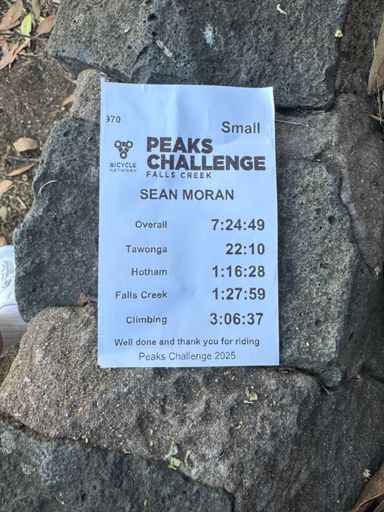 970
Small
BICYCLE
NETWORK
PEAKS
CHALLENGE
FALLS CREEK
SEAN MORAN
Overall 7:24:49
Tawonga 22:10
Hotham 1:16:28
Falls Creek 1:27:59
Climbing 3:06:37
Well done and thank you for riding
Peaks Challenge 2025